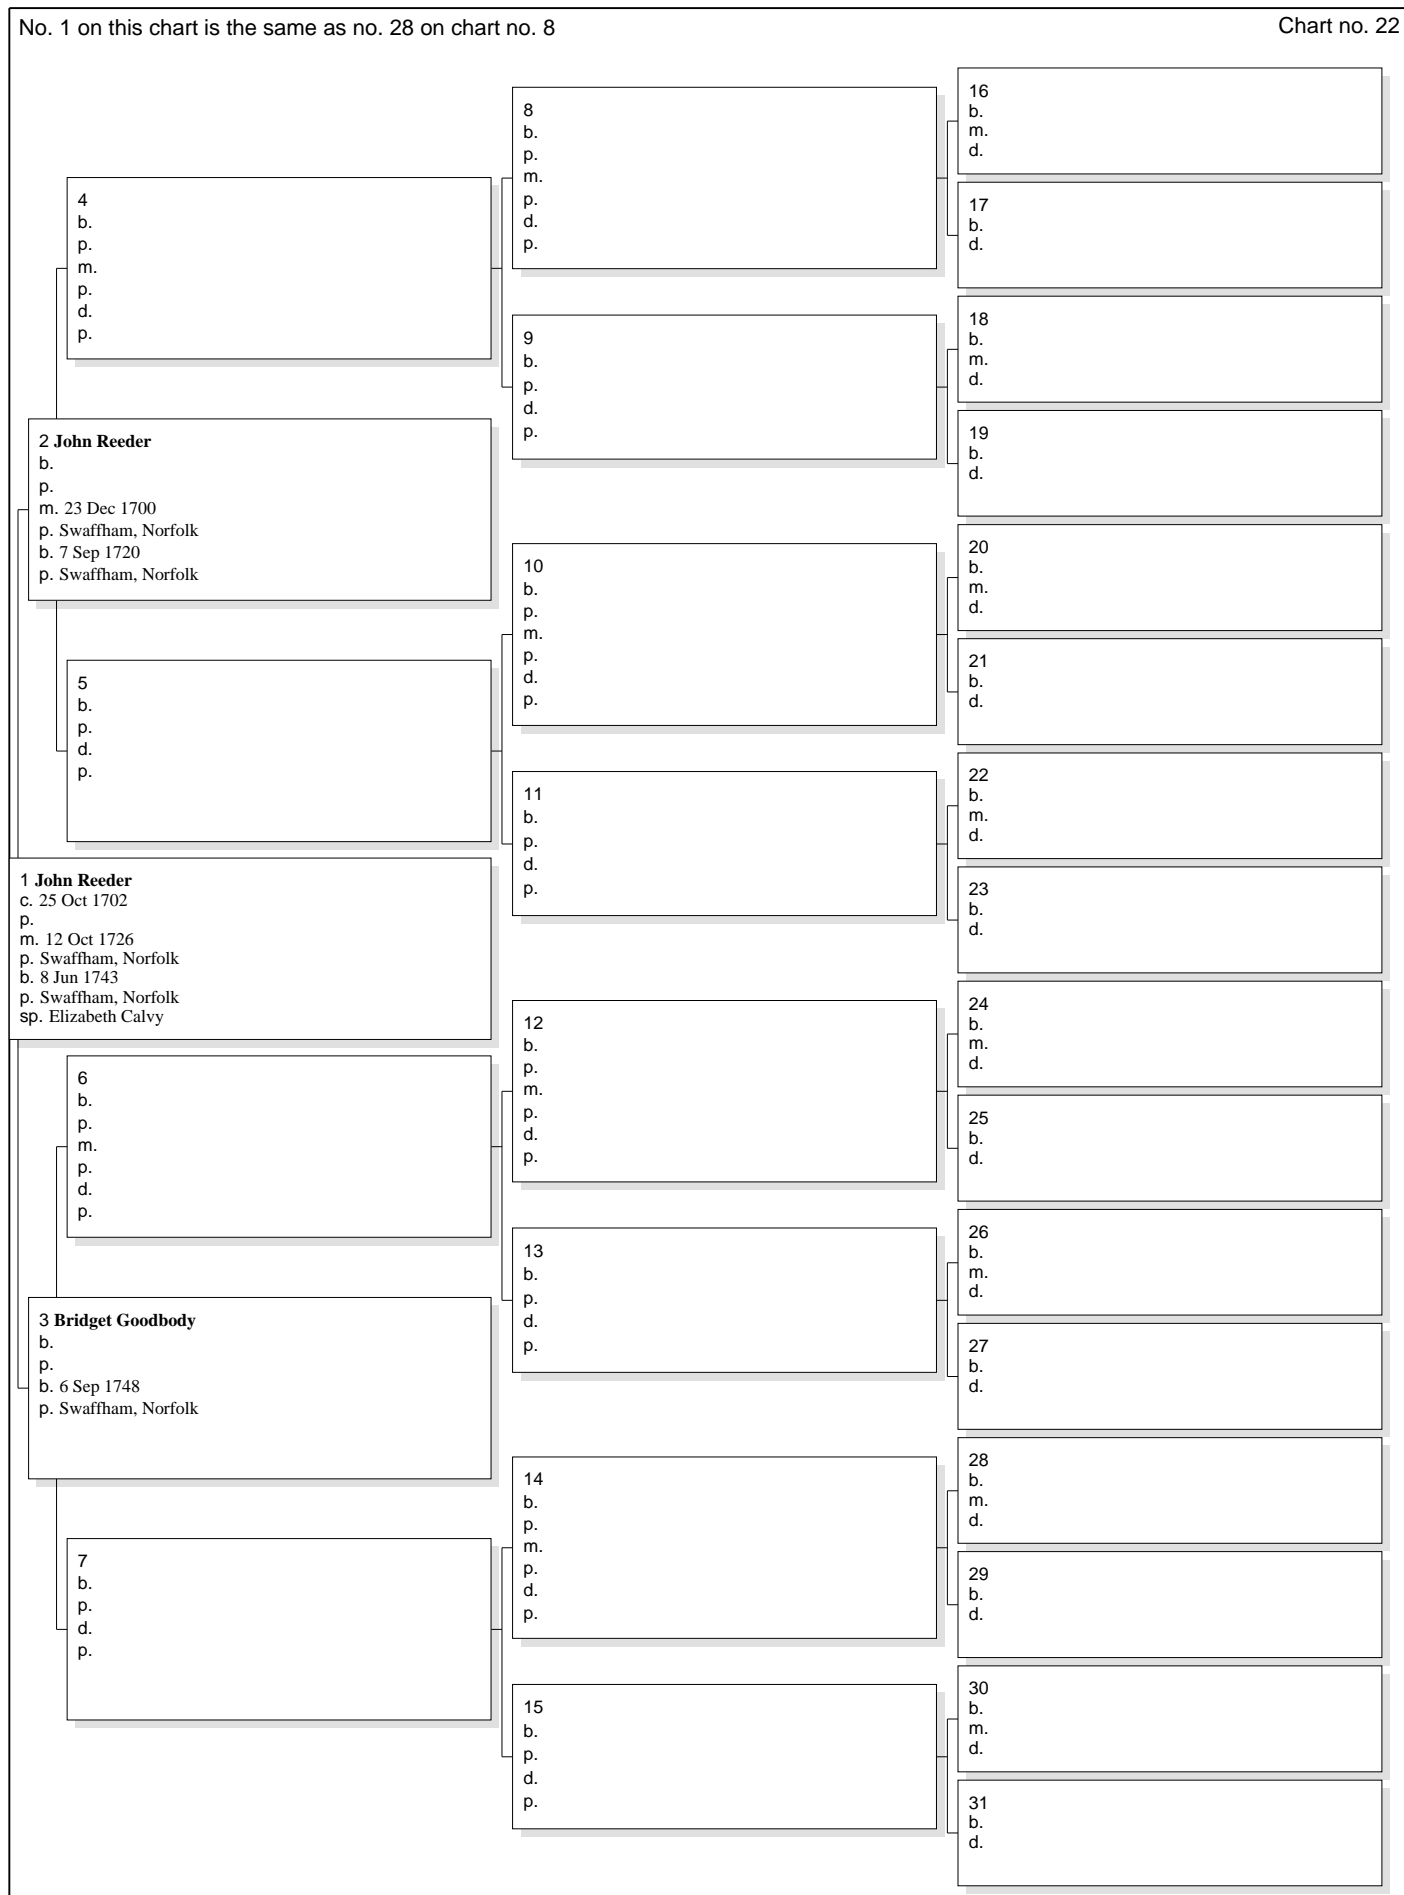 No. 1 on this chart is the same as no. 28 on chart no. 8
Chart no. 22
1 John Reeder
c. 25 Oct 1702
p.
m. 12 Oct 1726
p. Swaffham, Norfolk
b. 8 Jun 1743
p. Swaffham, Norfolk
sp. Elizabeth Calvy
2 John Reeder
b.
p.
m. 23 Dec 1700
p. Swaffham, Norfolk
b. 7 Sep 1720
p. Swaffham, Norfolk
3 Bridget Goodbody
b.
p.
b. 6 Sep 1748
p. Swaffham, Norfolk
4
b.
p.
m.
p.
d.
p.
5
b.
p.
d.
p.
6
b.
p.
m.
p.
d.
p.
7
b.
p.
d.
p.
8
b.
p.
m.
p.
d.
p.
9
b.
p.
d.
p.
10
b.
p.
m.
p.
d.
p.
11
b.
p.
d.
p.
12
b.
p.
m.
p.
d.
p.
13
b.
p.
d.
p.
14
b.
p.
m.
p.
d.
p.
15
b.
p.
d.
p.
16
b.
m.
d.
17
b.
d.
18
b.
m.
d.
19
b.
d.
20
b.
m.
d.
21
b.
d.
22
b.
m.
d.
23
b.
d.
24
b.
m.
d.
25
b.
d.
26
b.
m.
d.
27
b.
d.
28
b.
m.
d.
29
b.
d.
30
b.
m.
d.
31
b.
d.